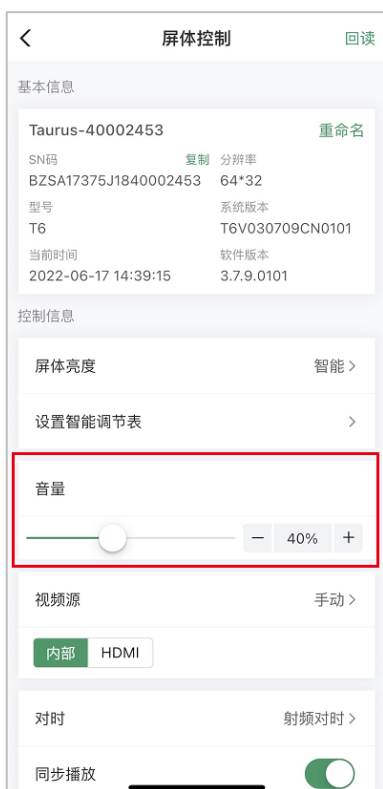 屏体控制 回读
基本信息
Taurus-40002453 重命名
SN码 复制 分辨率
BZSA17375J1840002453 64*32
型号 系统版本
T6 T6V030709CN0101
当前时间 软件版本
2022-06-17 14:39:15 3.7.9.0101
控制信息
屏体亮度 智能
设置智能调节表
音量
40%
视频源 手动
内部 HDMI
对时 射频对时
同步播放